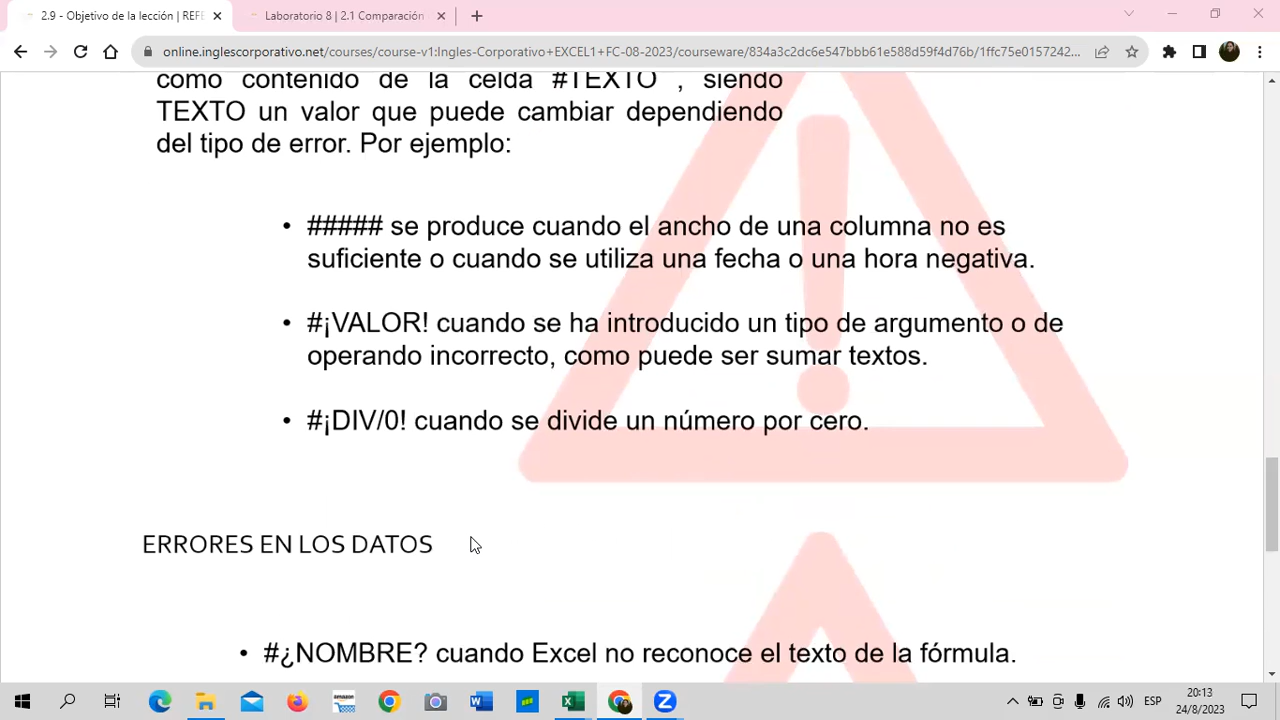 2.9 - Objetivo de la lección | REFE
Laboratorio 8 | 2.1 Comparación
online.inglescorporativo.net/courses/course-v1:Ingles-Corporativo+EXCEL1+FC-08-2023/courseware/834a3c2dc6e547bbb61e588d59f4d76b/1ffc75e0157242...
como contenido de la celda #TEXTO , siendo
TEXTO un valor que puede cambiar dependiendo
del tipo de error. Por ejemplo:
• ##### se produce cuando el ancho de una columna no es
suficiente o cuando se utiliza una fecha o una hora negativa.
• #¡VALOR! cuando se ha introducido un tipo de argumento o de
operando incorrecto, como puede ser sumar textos.
• #¡DIV/0! cuando se divide un número por cero.
ERRORES EN LOS DATOS
• #¿NOMBRE? cuando Excel no reconoce el texto de la fórmula.
amazon
ESP
20:13
24/8/2023